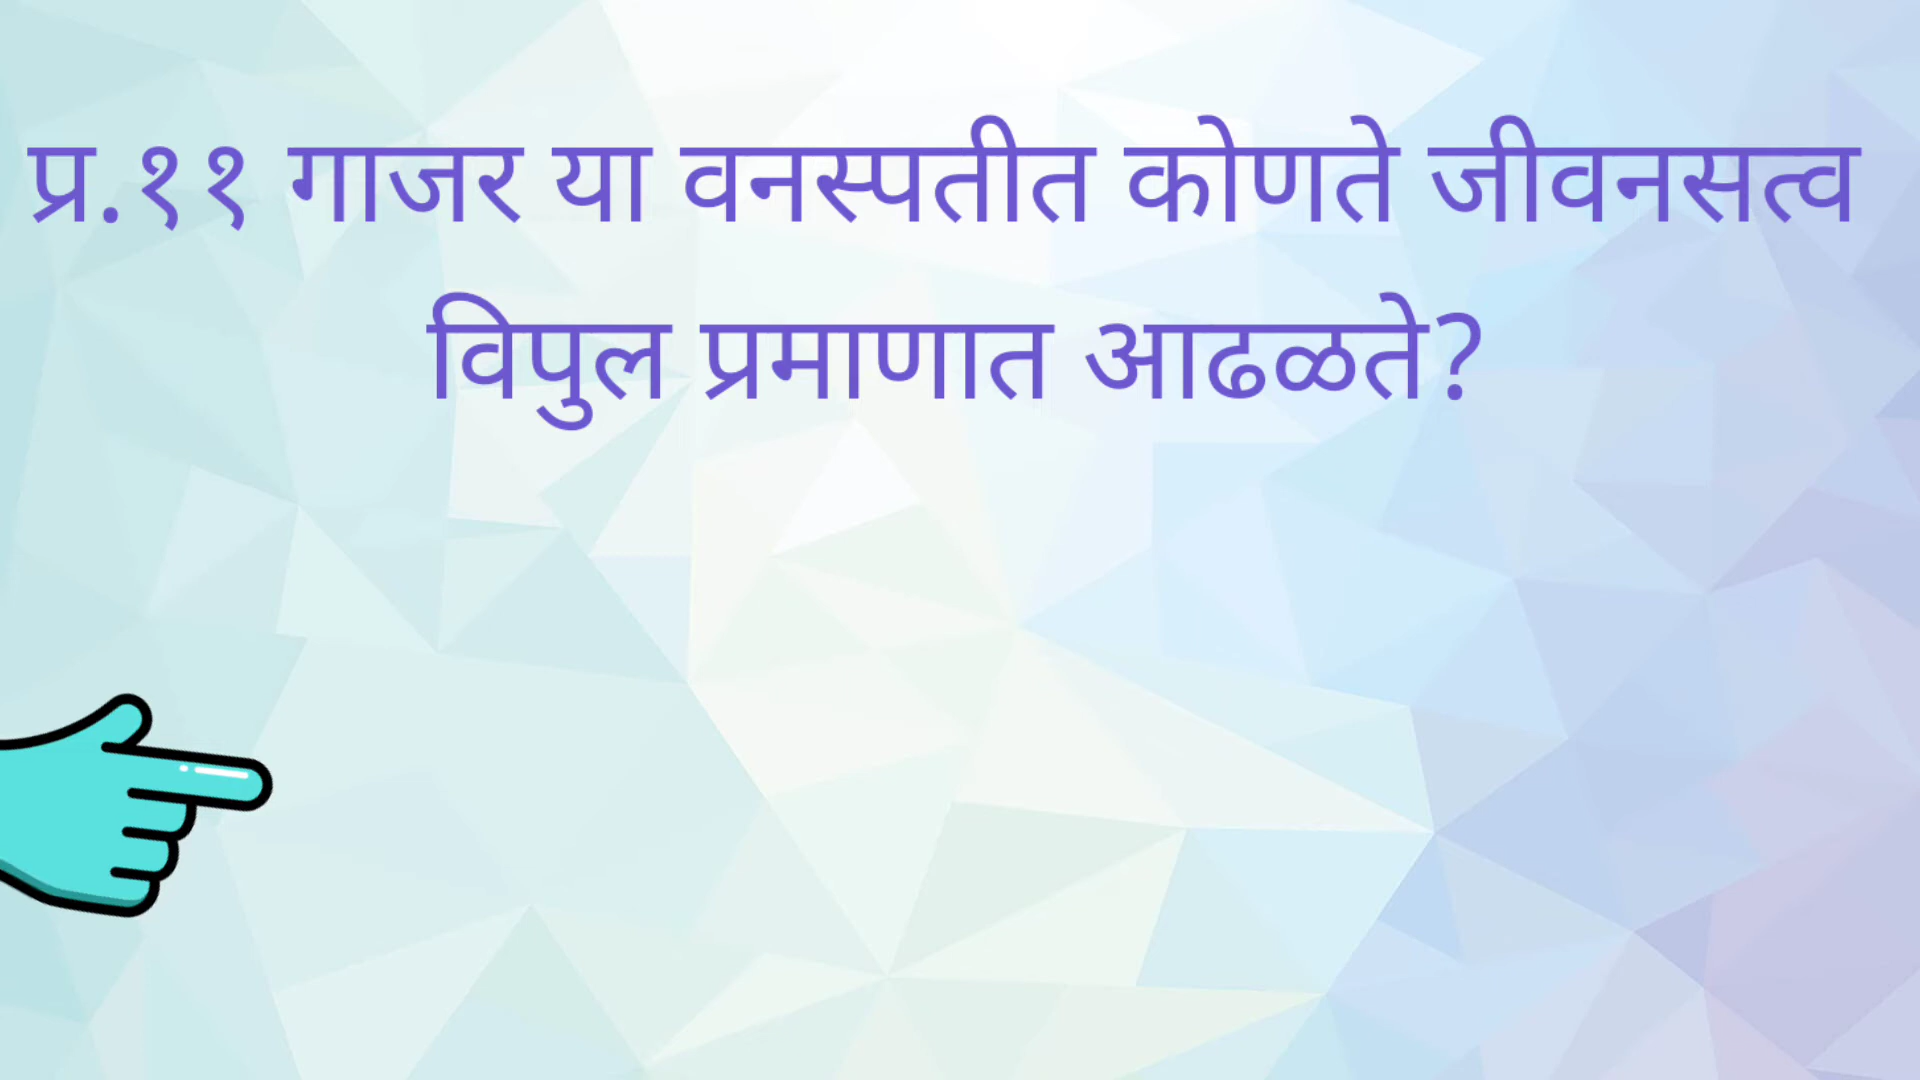 प्र.११ गाजर या वनस्पतीत कोणते जीवनसत्व
विपुल प्रमाणात आढळते?